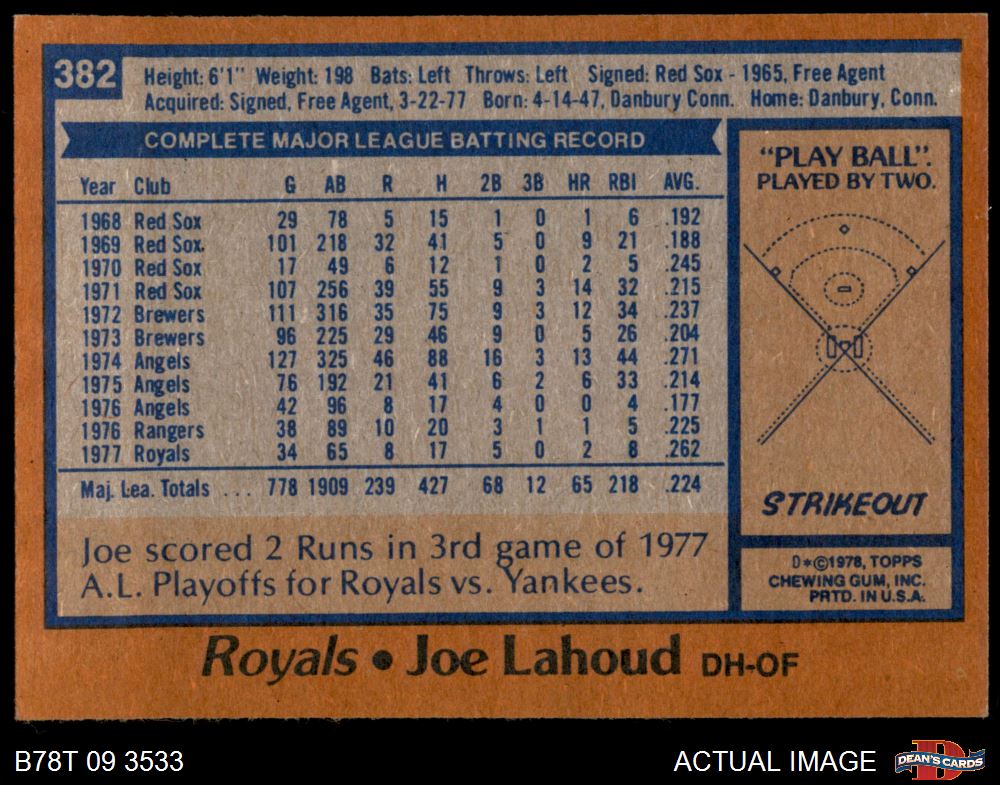 382
Height: 6'1" Weight: 198 Bats: Left Throws: Left Signed: Red Sox - 1965, Free Agent
Acquired: Signed, Free Agent, 3-22-77 Born: 4-14-47, Danbury Conn. Home: Danbury, Conn.
COMPLETE MAJOR LEAGUE BATTING RECORD
Year Club G AB R H 2B 3B HR RBI AVG.
1968 Red Sox 29 78 5 15 1 0 1 6 .192
1969 Red Sox. 101 218 32 41 5 0 9 21 .188
1970 Red Sox 17 49 6 12 1 0 2 5 .245
1971 Red Sox 107 256 39 55 9 3 14 32 .215
1972 Brewers 111 316 35 75 9 3 12 34 .237
1973 Brewers 96 225 29 46 9 0 5 26 .204
1974 Angels 127 325 46 88 16 3 13 44 .271
1975 Angels 76 192 21 41 6 2 6 33 .214
1976 Angels 42 96 8 17 4 0 0 4 .177
1976 Rangers 38 89 10 20 3 1 1 5 .225
1977 Royals 34 65 8 17 5 0 2 8 .262
Maj. Lea. Totals ... 778 1909 239 427 68 12 65 218 .224
Joe scored 2 Runs in 3rd game of 1977
A.L. Playoffs for Royals vs. Yankees.
"PLAY BALL".
PLAYED BY TWO.
STRIKEOUT
D*©1978, TOPPS
CHEWING GUM, INC.
PRTD. IN U.S.A.
Royals • Joe Lahoud DH-OF
B78T 09 3533
ACTUAL IMAGE
D
DEAN'S CARDS